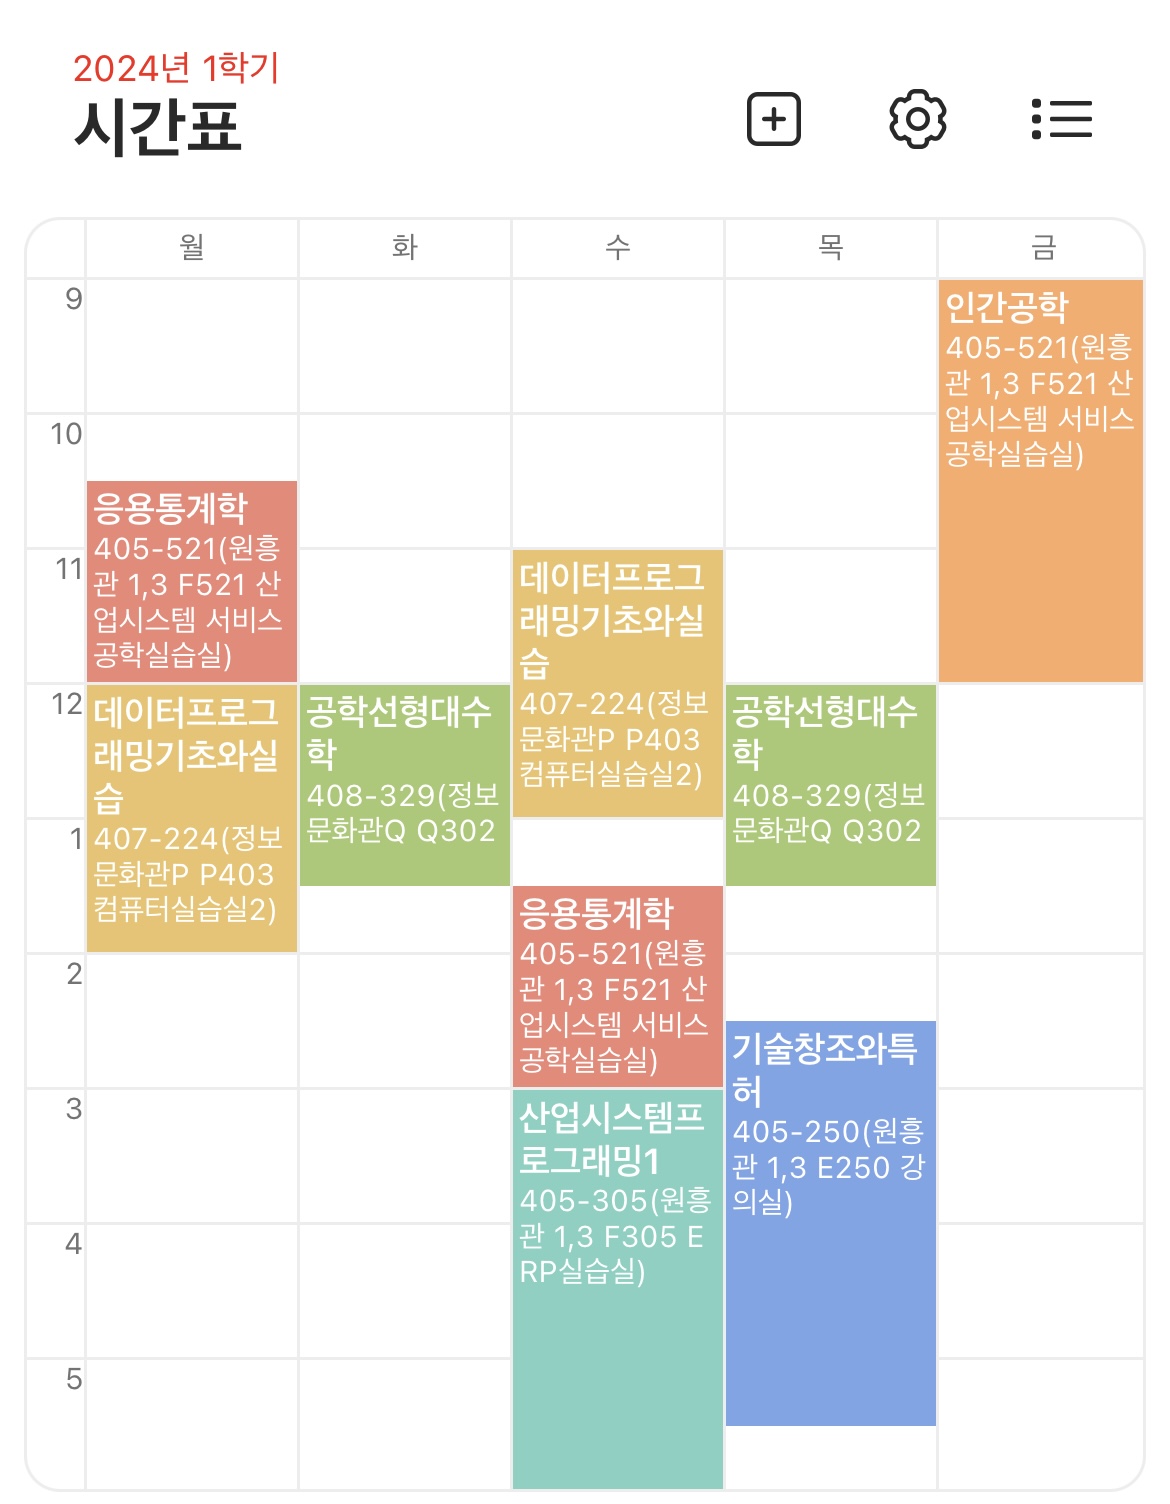 2024년 1학기
시간표
월
화
수
목
금
9
10
11
12
1
2
3
4
5
응용통계학
405-521(원흥
관 1,3 F521 산
업시스템 서비스
공학실습실)
데이터프로그
래밍기초와실
습
407-224(정보
문화관P P403
컴퓨터실습실2)
공학선형대수
학
408-329(정보
문화관Q Q302
데이터프로그
래밍기초와실
습
407-224(정보
문화관P P403
컴퓨터실습실2)
응용통계학
405-521(원흥
관 1,3 F521 산
업시스템 서비스
공학실습실)
산업시스템프
로그래밍1
405-305(원흥
관 1,3 F305 E
RP실습실)
공학선형대수
학
408-329(정보
문화관Q Q302
기술창조와특
허
405-250(원흥
관 1,3 E250 강
의실)
인간공학
405-521(원흥
관 1,3 F521 산
업시스템 서비스
공학실습실)